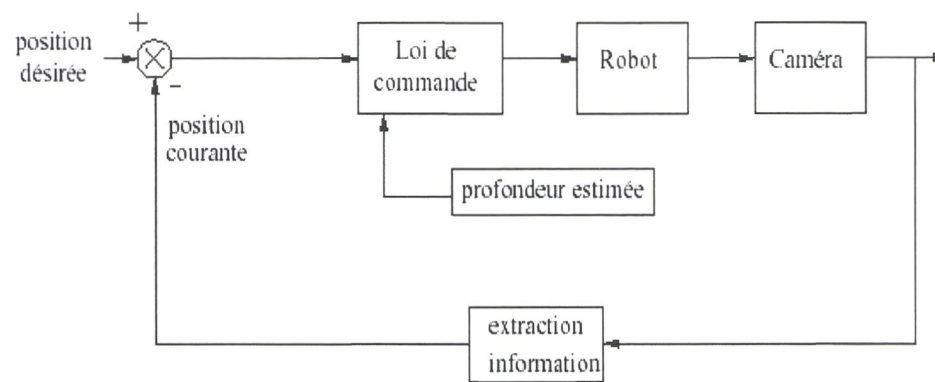 +
position
désirée
-
position
courante
Loi de
commande
Robot
Caméra
profondeur estimée
extraction
information